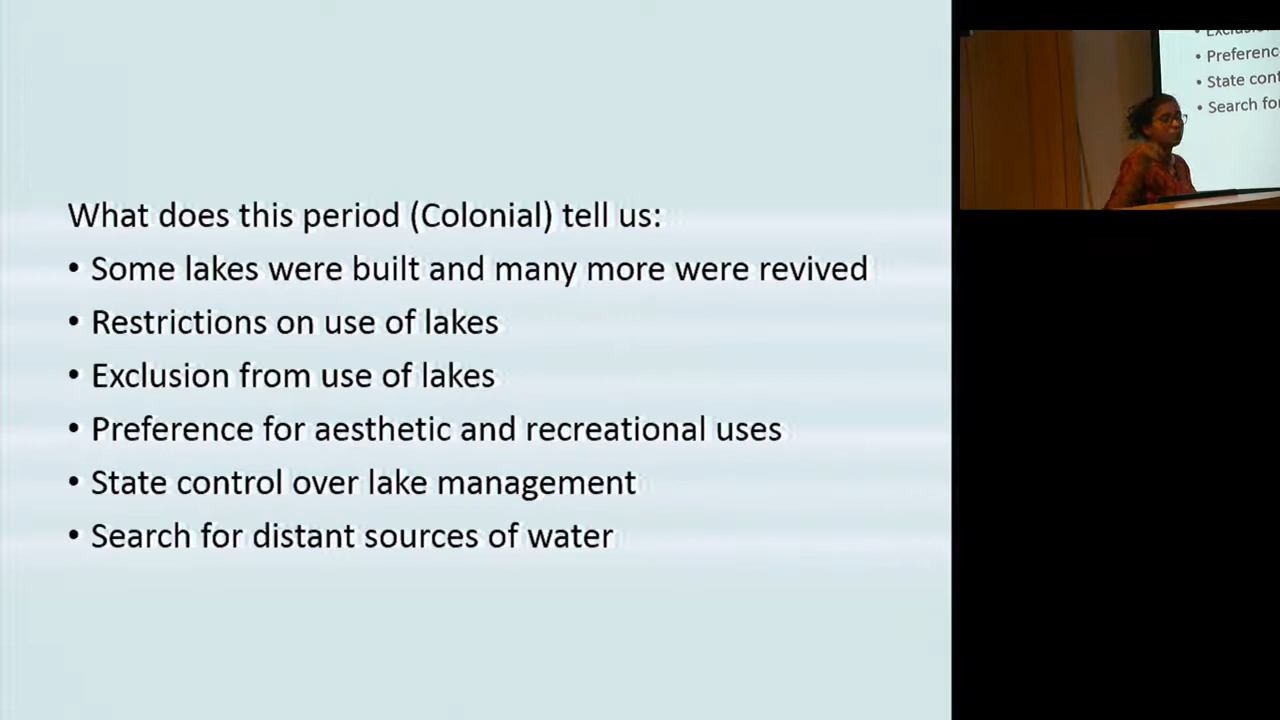 What does this period (Colonial) tell us:
• Some lakes were built and many more were revived
• Restrictions on use of lakes
• Exclusion from use of lakes
• Preference for aesthetic and recreational uses
• State control over lake management
• Search for distant sources of water
• Preferenc
• State cont
• Search fo